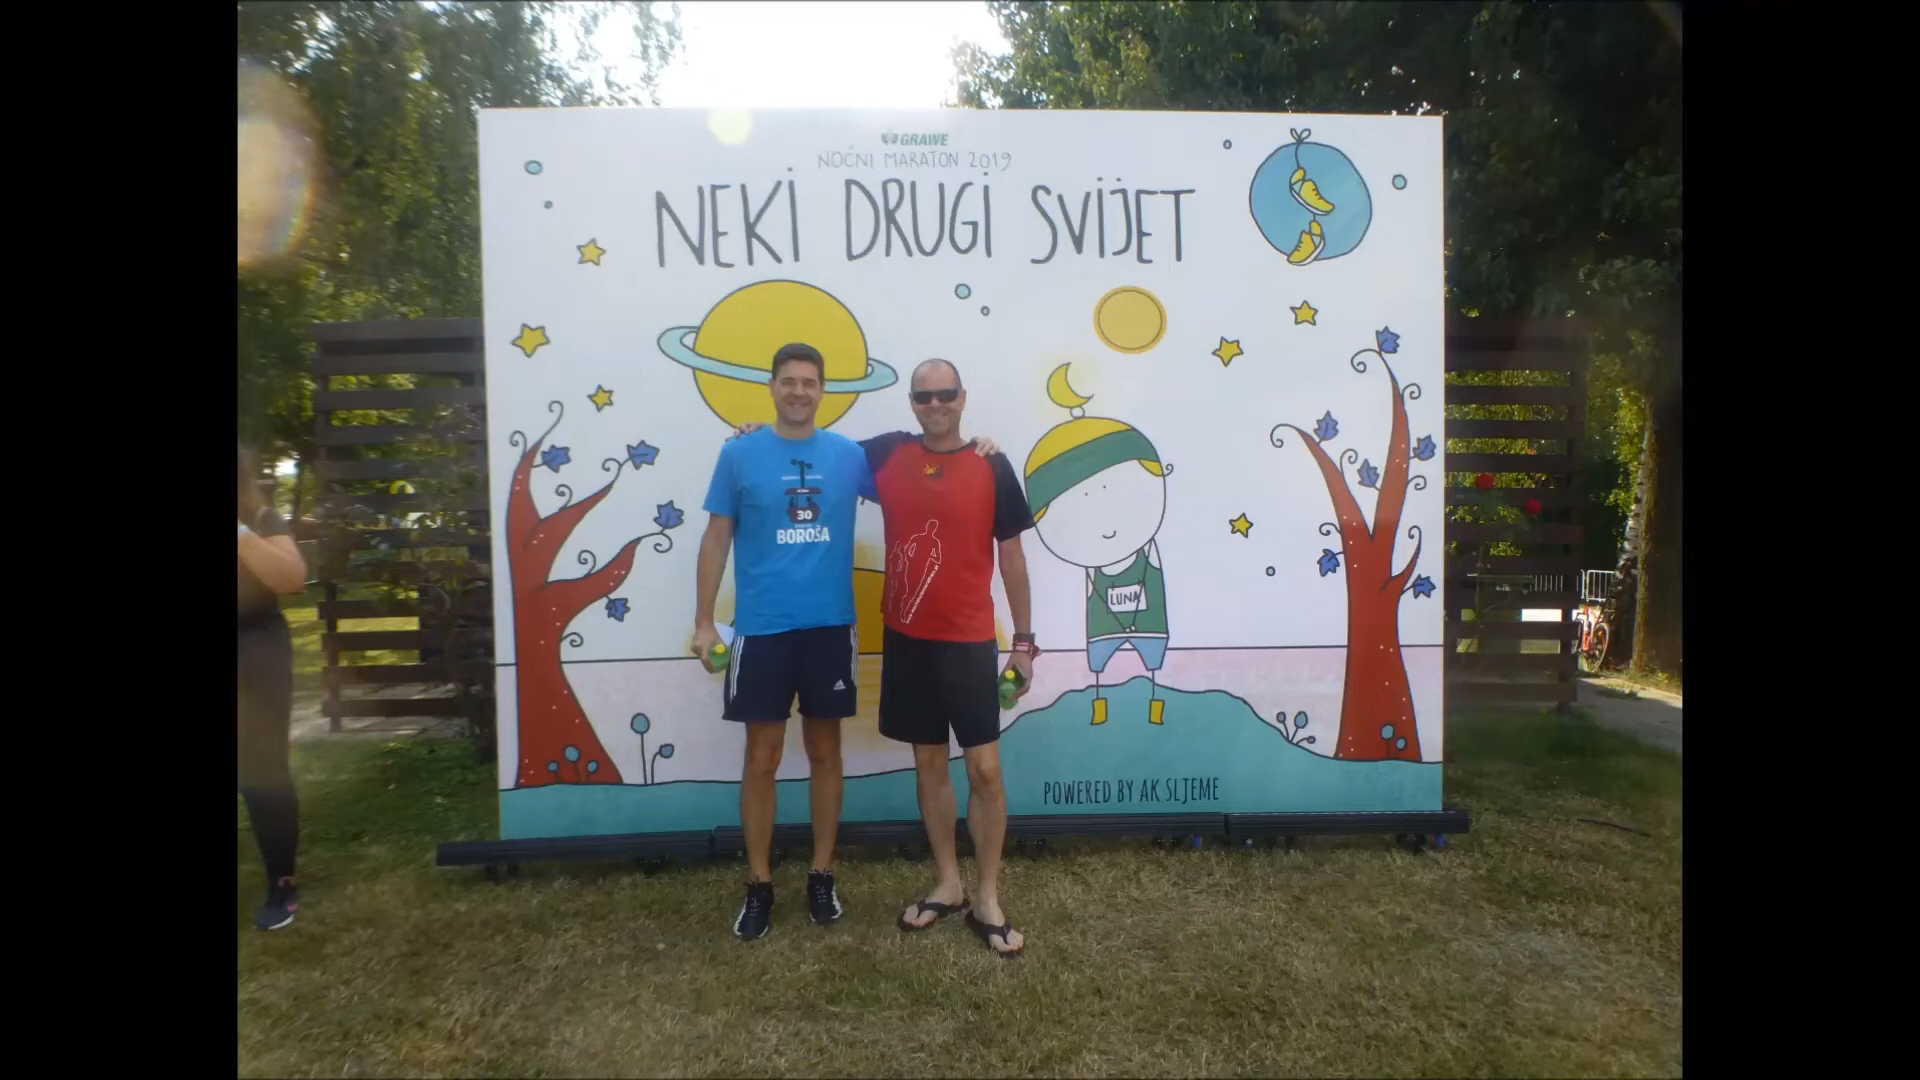 GRAWE
NOĆNI MARATON 2019
NEKI DRUGI SVIJET
30
BOROŠA
LUNA
POWERED BY AK SLJEME